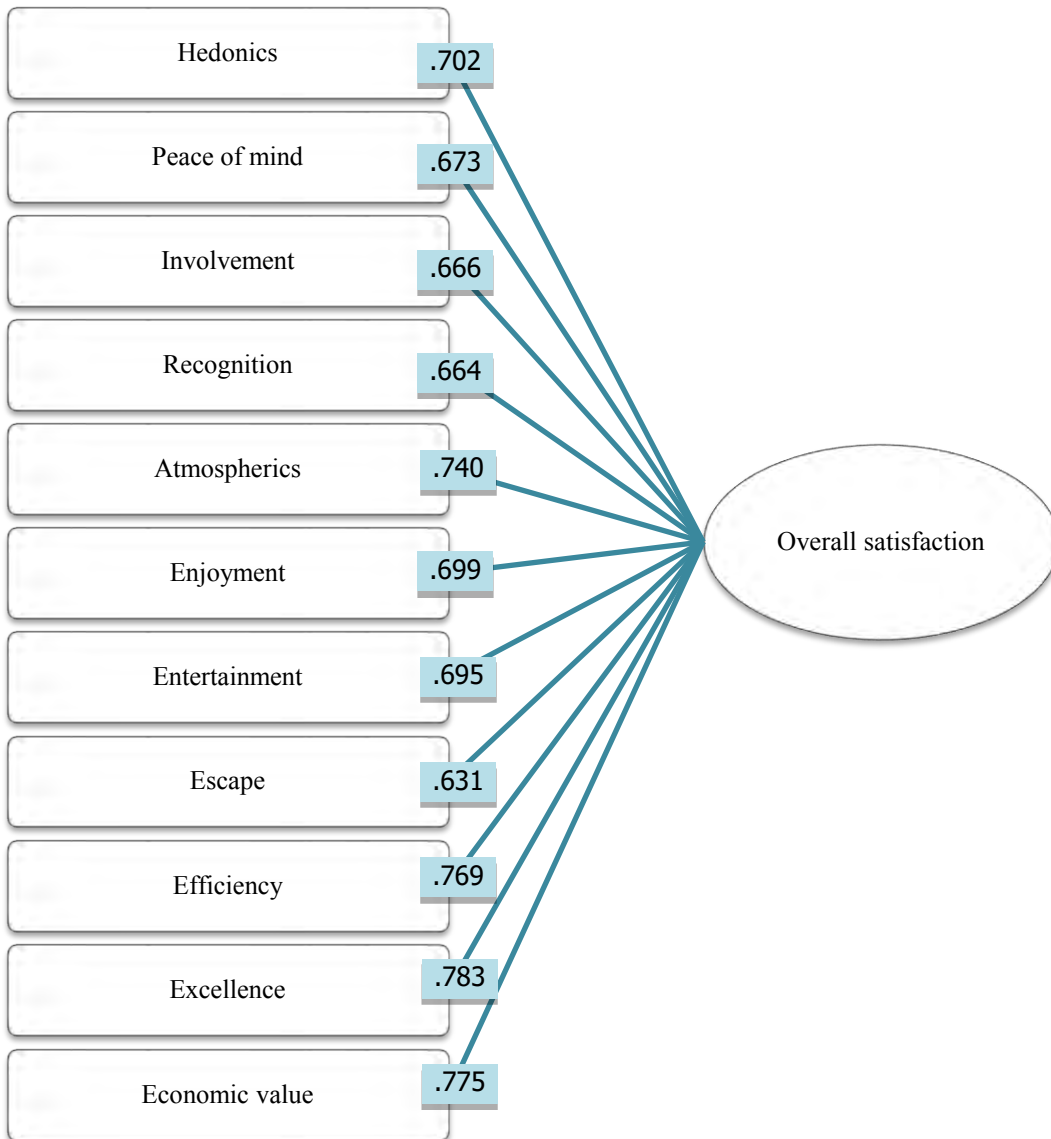 Hedonics
.702
Peace of mind
.673
Involvement
.666
Recognition
.664
Atmospherics
.740
Enjoyment
.699
Entertainment
.695
Escape
.631
Efficiency
.769
Excellence
.783
Economic value
.775
Overall satisfaction